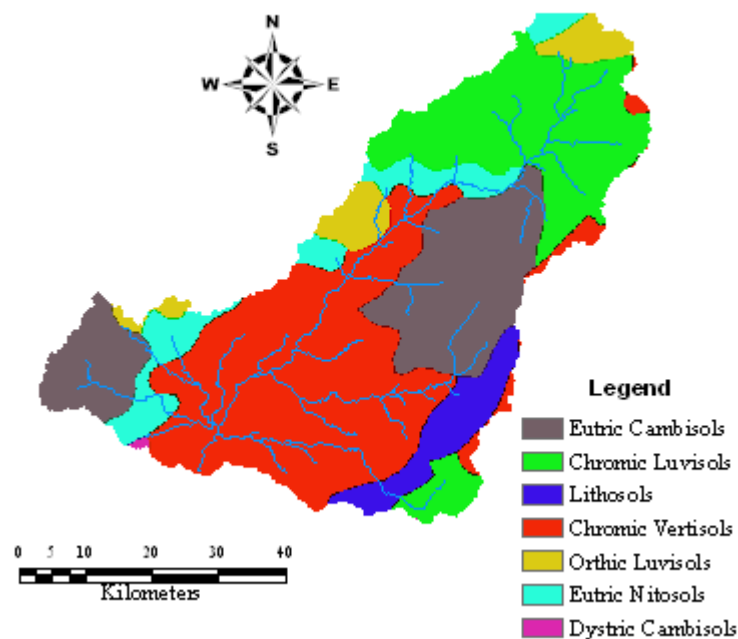 N
W E
S
Legend
Eutric Cambisols
Chromic Luvisols
Lithosols
Chromic Vertisols
Orthic Luvisols
Eutric Nitosols
Dystric Cambisols
0 5 10 20 30 40
Kilometers